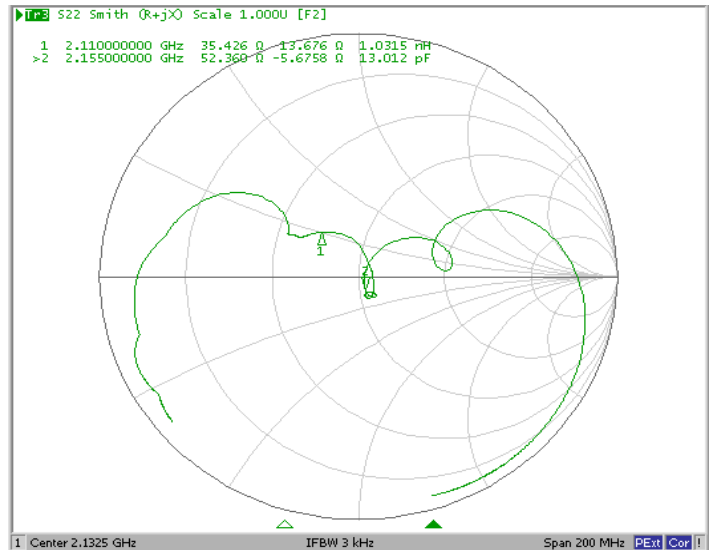 Tr3 S22 Smith (R+jX) Scale 1.000U [F2]
1 2.110000000 GHz 35.426 Ω 13.676 Ω 1.0315 nH
>2 2.155000000 GHz 52.360 Ω -5.6758 Ω 13.012 pF
1
2
1 Center 2.1325 GHz IFBW 3 kHz Span 200 MHz PExt Cor !